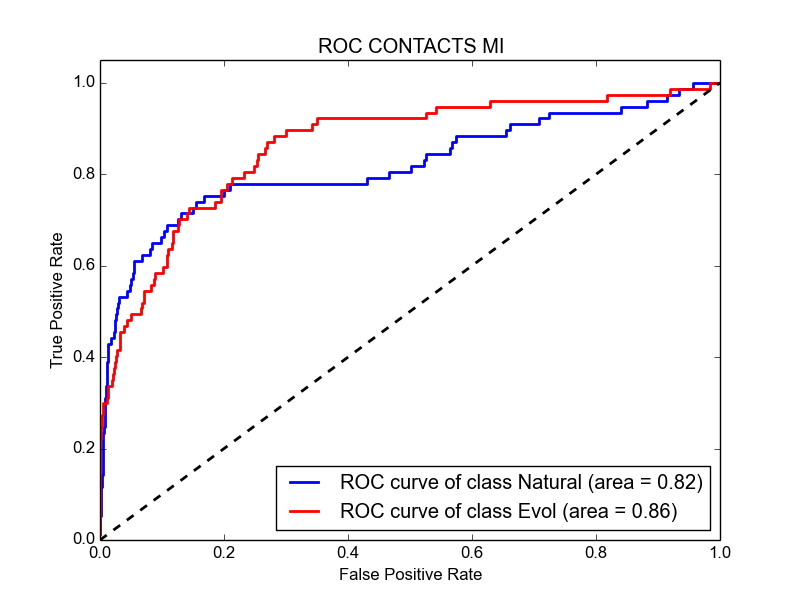 ROC CONTACTS MI
1.0
0.8
0.6
0.4
0.2
0.0
True Positive Rate
ROC curve of class Natural (area = 0.82)
ROC curve of class Evol (area = 0.86)
0.0 0.2 0.4 0.6 0.8 1.0
False Positive Rate